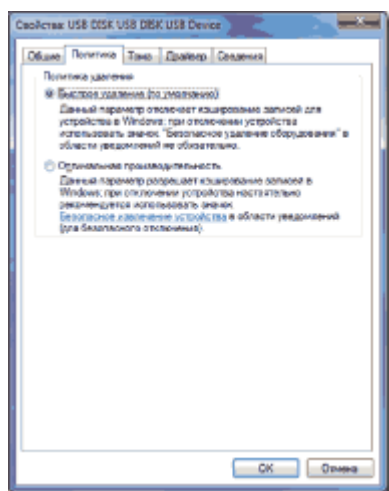 Свойства: USB DISK USB DISK USB Device
Общие Политика Тома Драйвер Сведения
Политика удаления
Быстрое удаление (по умолчанию)
Данный параметр отключает кэширование записей для
устройства в Windows; при отключении устройства
использовать значок "Безопасное удаление оборудования" в
области уведомлений не обязательно.
Оптимальная производительность
Данный параметр разрешает кэширование записей в
Windows; при отключении устройства настоятельно
рекомендуется использовать значок
Безопасное извлечение устройства в области уведомлений
(для безопасного отключения).
OK Отмена